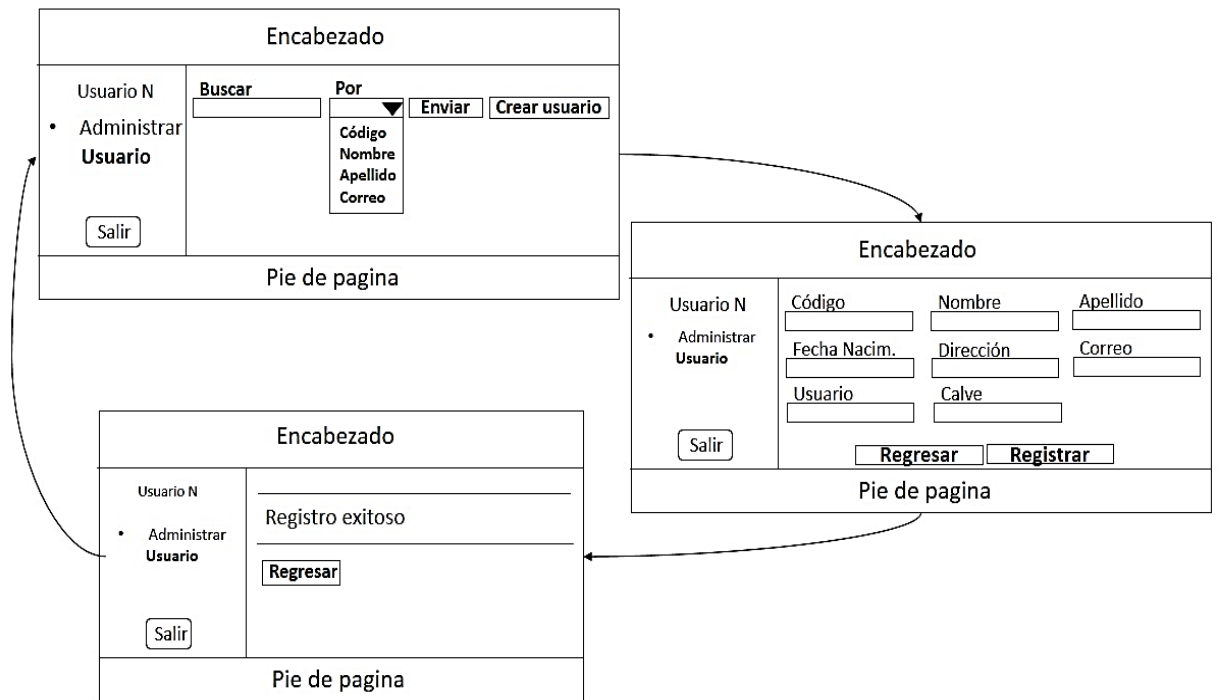 Encabezado
Usuario N
• Administrar
Usuario
Salir
Buscar Por
Enviar Crear usuario
Código
Nombre
Apellido
Correo
Pie de pagina
Encabezado
Usuario N
• Administrar
Usuario
Salir
Código Nombre Apellido
Fecha Nacim. Dirección Correo
Usuario Calve
Regresar Registrar
Pie de pagina
Encabezado
Usuario N
• Administrar
Usuario
Salir
Registro exitoso
Regresar
Pie de pagina